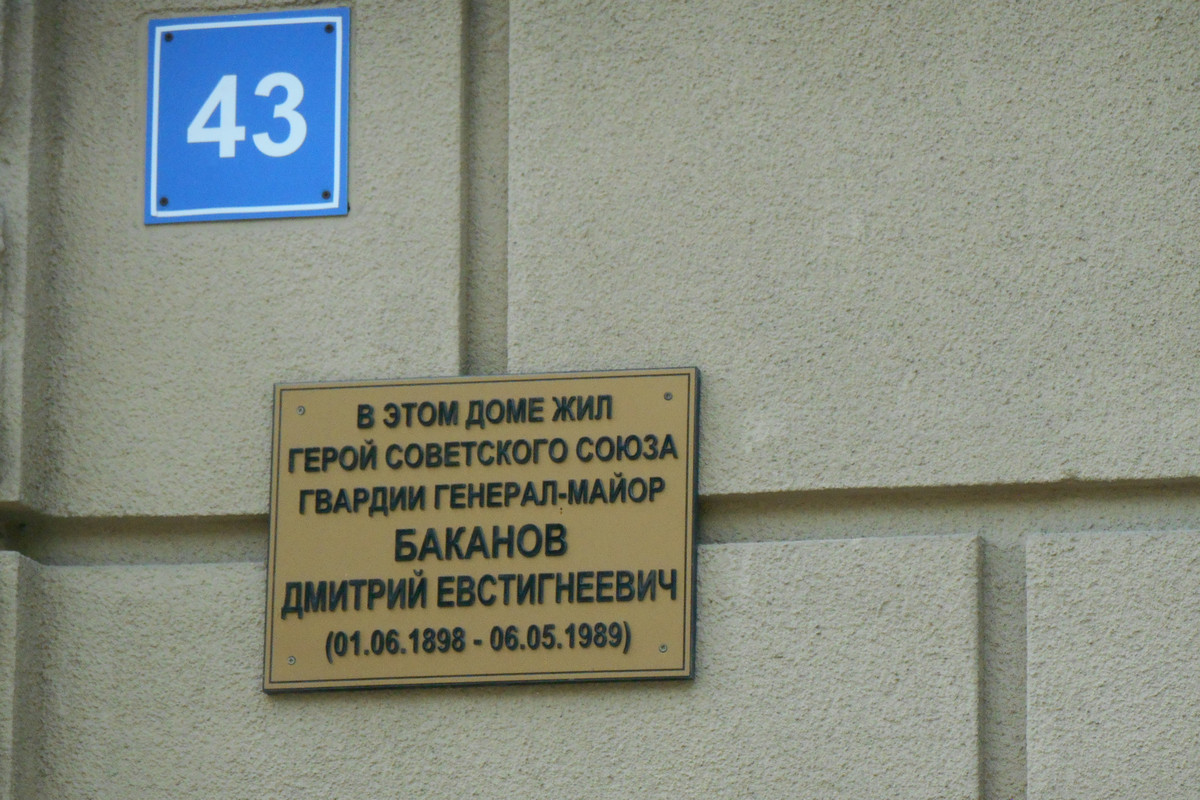 43
В ЭТОМ ДОМЕ ЖИЛ
ГЕРОЙ СОВЕТСКОГО СОЮЗА
ГВАРДИИ ГЕНЕРАЛ-МАЙОР
БАКАНОВ
ДМИТРИЙ ЕВСТИГНЕЕВИЧ
(01.06.1898 - 06.05.1989)